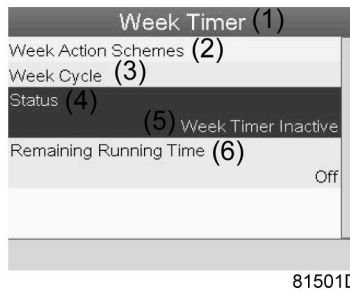 Week Timer (1)
Week Action Schemes (2)
Week Cycle (3)
Status (4)
(5) Week Timer Inactive
Remaining Running Time (6)
Off
81501D